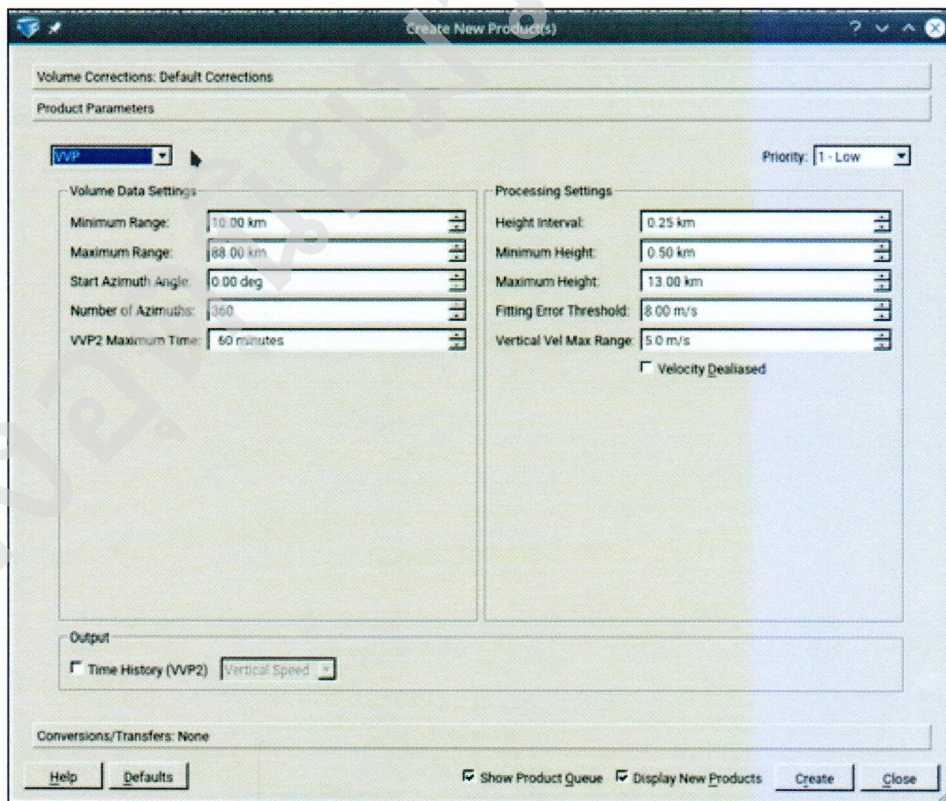 Create New Product(s)
Volume Corrections: Default Corrections
Product Parameters
VVP
Priority: 1 - Low
Volume Data Settings
Minimum Range: 10.00 km
Maximum Range: 88.00 km
Start Azimuth Angle: 0.00 deg
Number of Azimuths: 360
VVP2 Maximum Time: 60 minutes
Processing Settings
Height Interval: 0.25 km
Minimum Height: 0.50 km
Maximum Height: 13.00 km
Fitting Error Threshold: 8.00 m/s
Vertical Vel Max Range: 5.0 m/s
Velocity Dealiased
Output
Time History (VVP2) Vertical Speed
Conversions/Transfers: None
Help Defaults Show Product Queue Display New Products Create Close